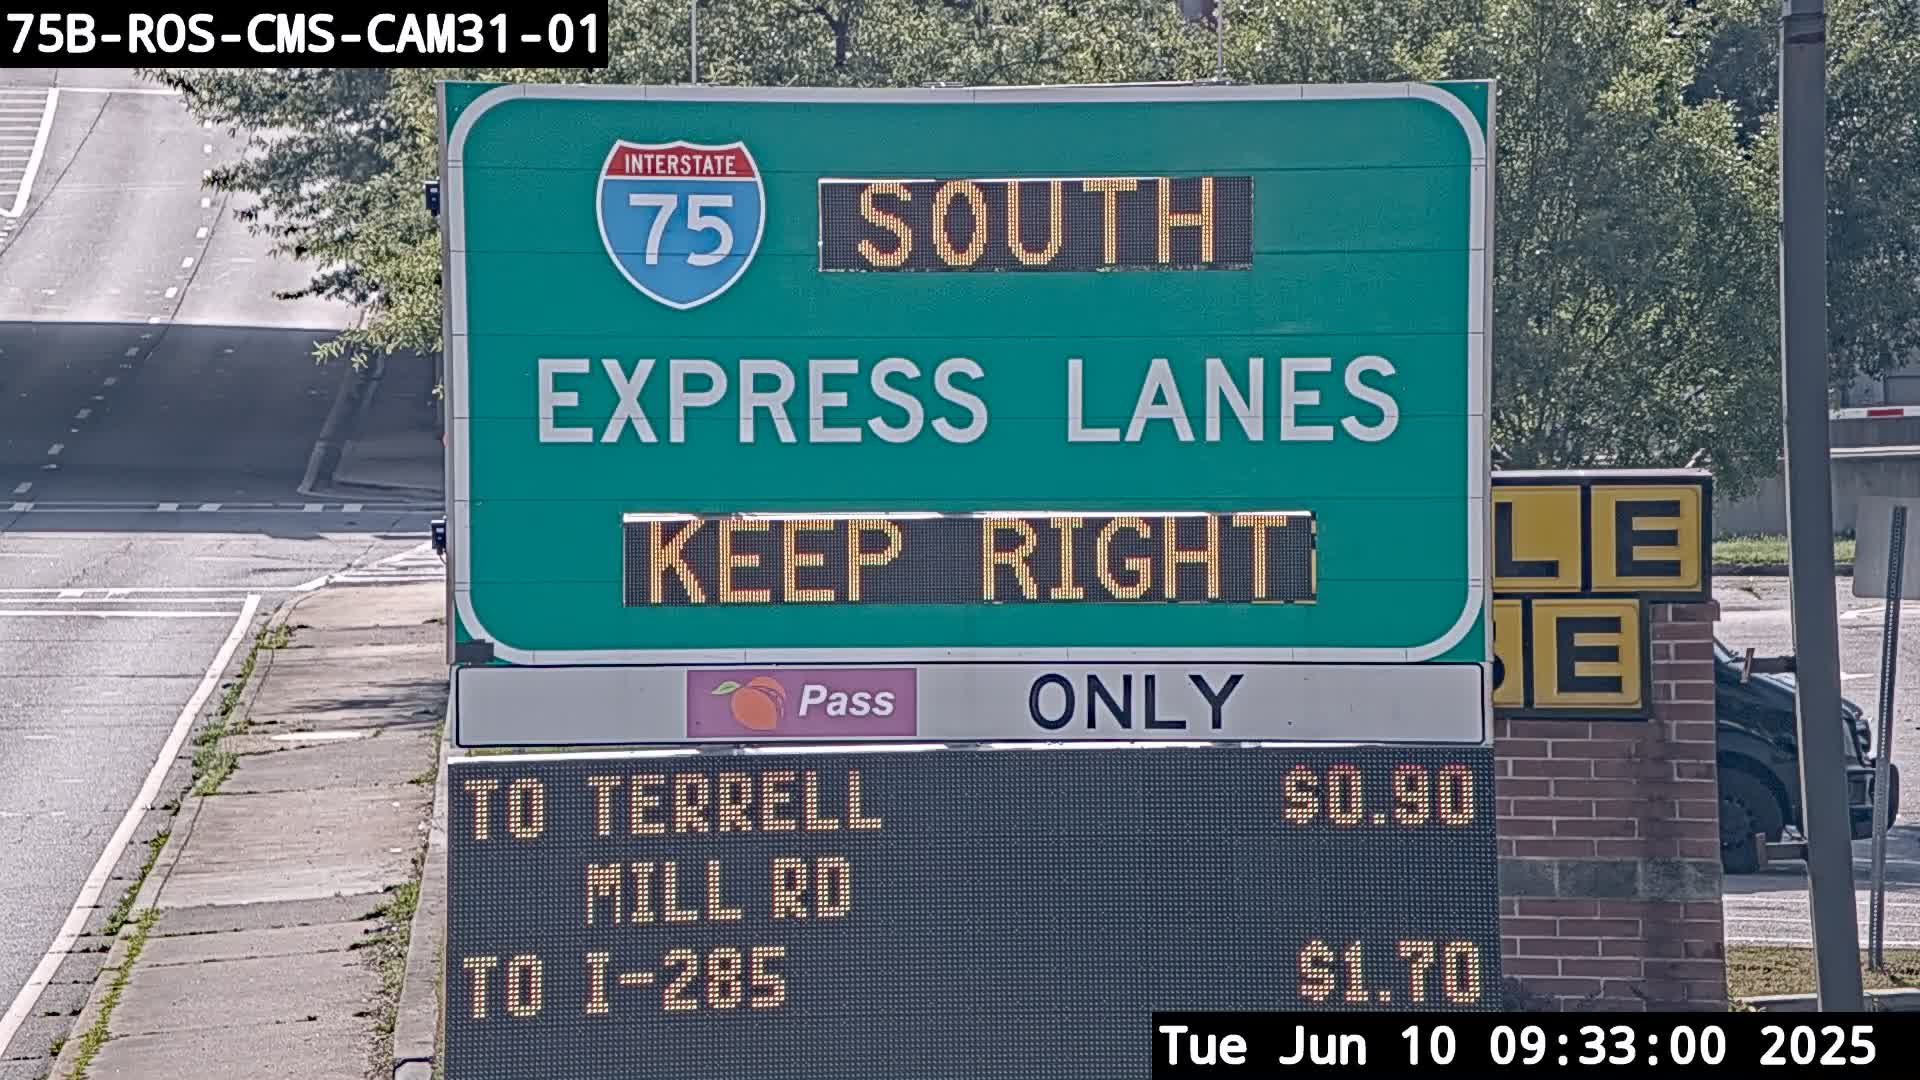 75B-ROS-CMS-CAM31-01
INTERSTATE
75
SOUTH
EXPRESS LANES
KEEP RIGHT
Pass ONLY
TO TERRELL $0.90
MILL RD
TO I-285 $1.70
LE
E
Tue Jun 10 09:33:00 2025